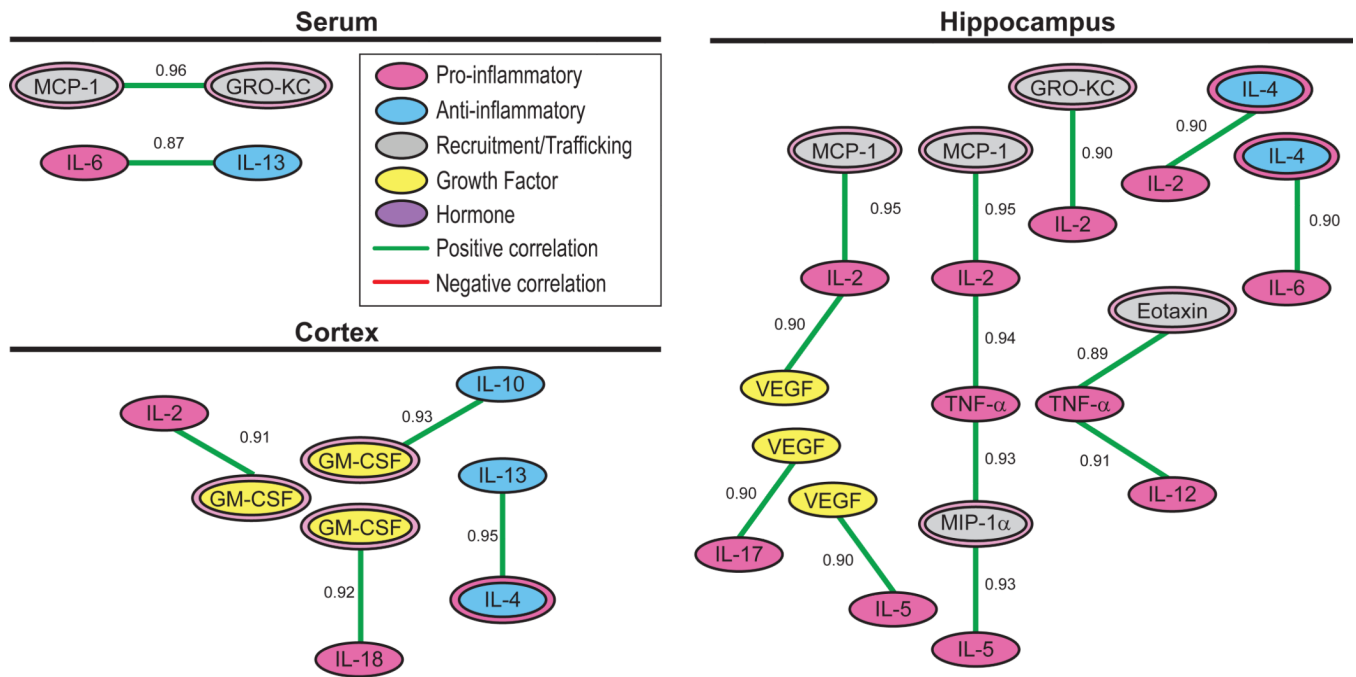 Serum
MCP-1
0.96
GRO-KC
IL-6
0.87
IL-13
Pro-inflammatory
Anti-inflammatory
Recruitment/Trafficking
Growth Factor
Hormone
Positive correlation
Negative correlation
Cortex
IL-2
0.91
GM-CSF
IL-10
0.93
GM-CSF
GM-CSF
0.92
IL-18
IL-13
0.95
IL-4
Hippocampus
MCP-1
0.95
IL-2
0.90
VEGF
VEGF
0.90
IL-17
VEGF
0.90
IL-5
MCP-1
0.95
IL-2
0.94
TNF-α
0.93
MIP-1α
0.93
IL-5
GRO-KC
0.90
IL-2
IL-4
0.90
IL-2
IL-4
0.90
IL-6
Eotaxin
0.89
TNF-α
0.91
IL-12